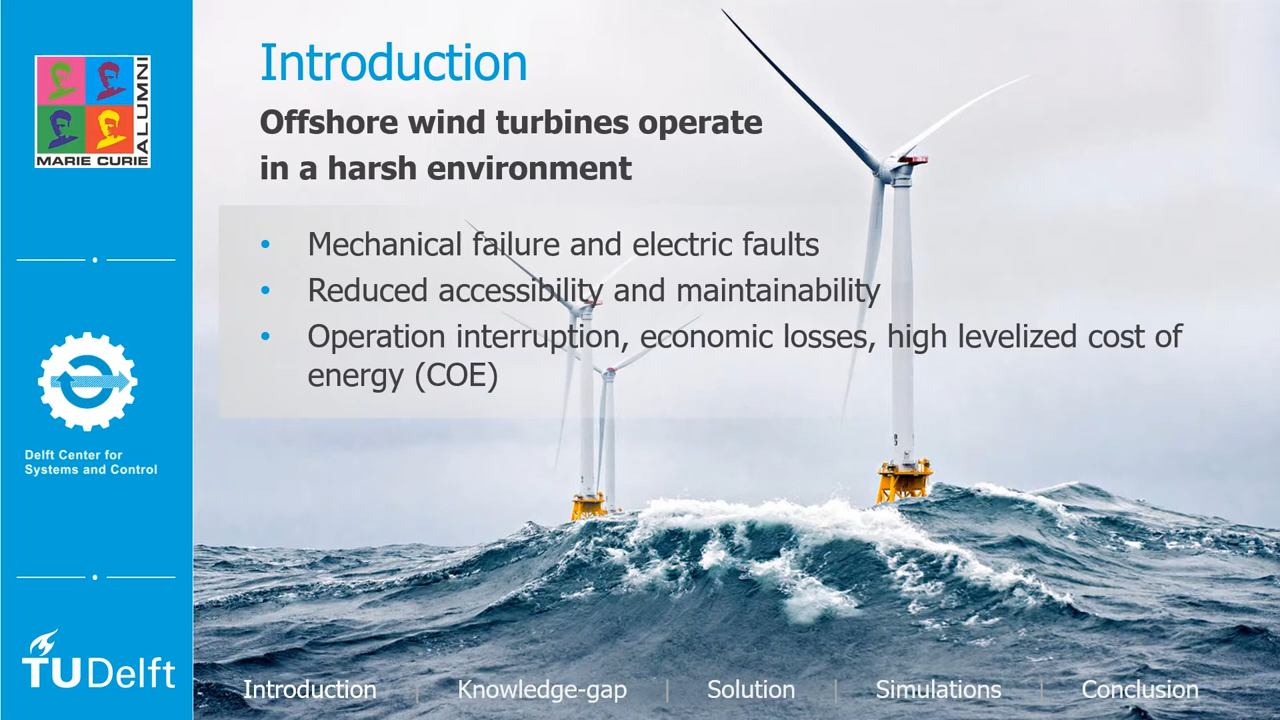 MARIE CURIE
ALUMNI
Delft Center for
Systems and Control
TUDelft
Introduction
Offshore wind turbines operate
in a harsh environment
• Mechanical failure and electric faults
• Reduced accessibility and maintainability
• Operation interruption, economic losses, high levelized cost of
energy (COE)
Introduction | Knowledge-gap | Solution | Simulations | Conclusion